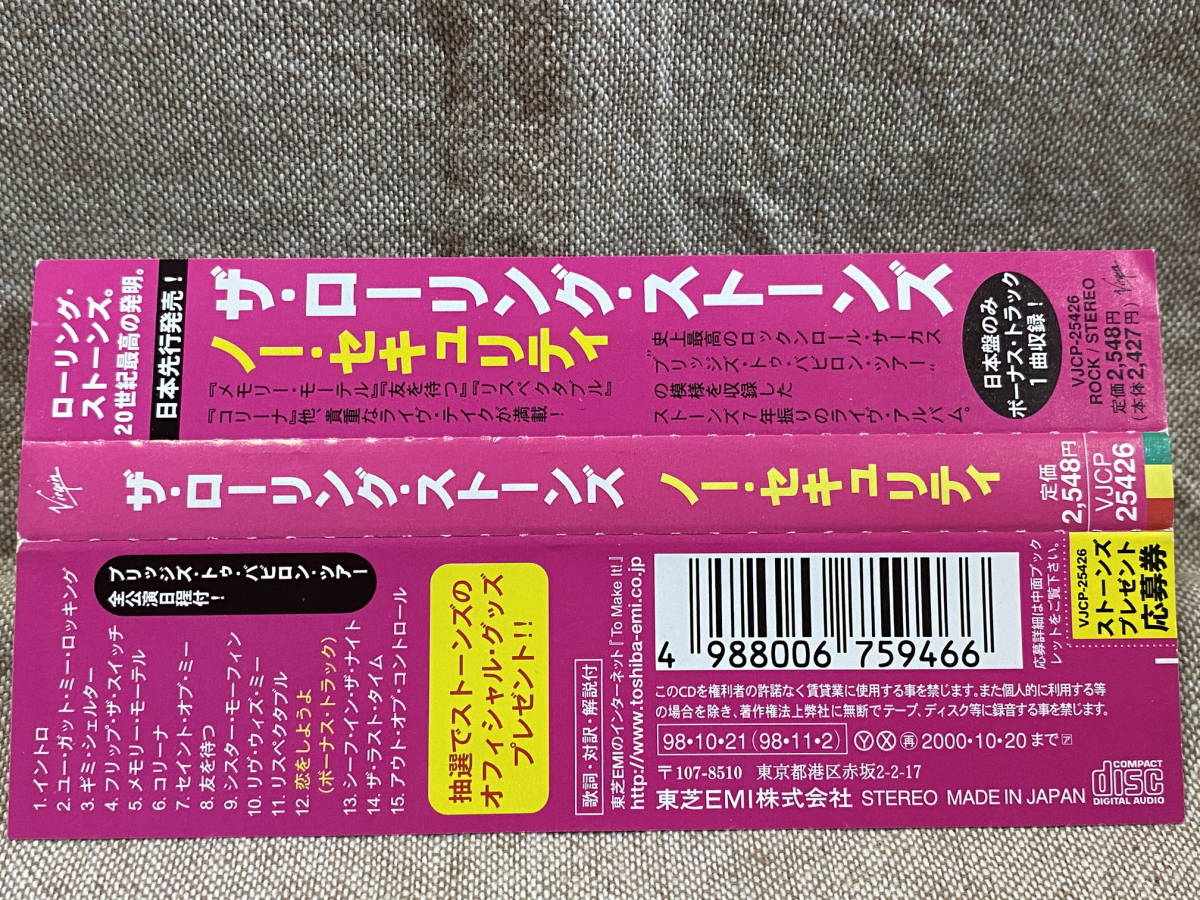 ローリング・
ストーンズ。
20世紀最高の発明。
日本先行発売！
ザ・ローリング・ストーンズ
ノー・セキュリティ
『メモリー・モーテル』『友を待つ』『リスペクタブル』
『コリーナ』他、貴重なライヴ・テイクが満載！
史上最高のロックンロール・サーカス
"ブリッジズ・トゥ・バビロン・ツアー"
の模様を収録した
ストーンズ7年振りのライヴ・アルバム。
日本盤のみ
ボーナス・トラック
1曲収録！
VJCP-25426
ROCK/STEREO
定価2,548円
(本体2,427円)
Virgin
Virgin
ザ・ローリング・ストーンズ
ノー・セキュリティ
定価
2,548円
VJCP
25426
ブリッジズ・トゥ・バビロン・ツアー
全公演日程付！
1. イントロ
2. ユー・ガット・ミー・ロッキング
3. ギミ・シェルター
4. フリップ・ザ・スイッチ
5. メモリー・モーテル
6. コリーナ
7. セイント・オブ・ミー
8. 友を待つ
9. シスター・モーフィン
10. リヴ・ウィズ・ミー
11. リスペクタブル
12. 恋をしようよ
(ボーナス・トラック)
13. シーフ・イン・ザ・ナイト
14. ザ・ラスト・タイム
15. アウト・オブ・コントロール
抽選でストーンズの
オフィシャル・グッズ
プレゼント!!
歌詞・対訳・解説付
東芝EMIのインターネット『To Make It!』
http://www.toshiba-emi.co.jp
4 988006 759466
このCDを権利者の許諾なく賃貸業に使用する事を禁じます。また個人的に利用する等
の場合を除き、著作権法上弊社に無断でテープ、ディスク等に録音する事を禁じます。
98・10・21 (98・11・2) Ⓨ Ⓧ 再 2000・10・20 まで ア
〒107-8510 東京都港区赤坂2-2-17
東芝EMI株式会社 STEREO MADE IN JAPAN
COMPACT
disc
DIGITAL AUDIO
応募詳細は中面ブック
レットをご覧下さい。
VJCP-25426
ストーンズ
プレゼント
応募券